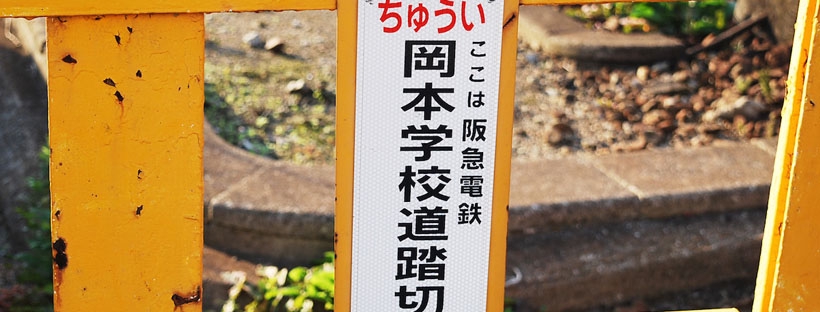 ちゅうい
ここは阪急電鉄
岡本学校道踏切